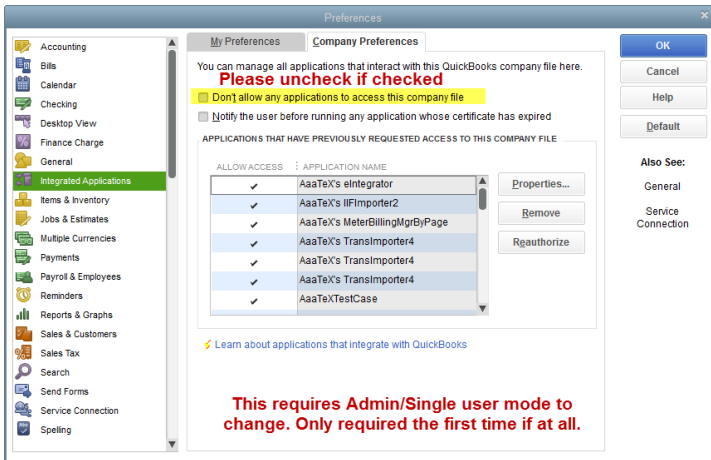 Preferences
Accounting
Bills
Calendar
Checking
Desktop View
Finance Charge
General
Integrated Applications
Items & Inventory
Jobs & Estimates
Multiple Currencies
Payments
Payroll & Employees
Reminders
Reports & Graphs
Sales & Customers
Sales Tax
Search
Send Forms
Service Connection
Spelling
My Preferences
Company Preferences
You can manage all applications that interact with this QuickBooks company file here.
Please uncheck if checked
Don't allow any applications to access this company file
Notify the user before running any application whose certificate has expired
APPLICATIONS THAT HAVE PREVIOUSLY REQUESTED ACCESS TO THIS COMPANY FILE
ALLOW ACCESS APPLICATION NAME
AaaTeX's eIntegrator
AaaTeX's IIFImporter2
AaaTeX's MeterBillingMgrByPage
AaaTeX's TransImporter4
AaaTeX's TransImporter4
AaaTeX's TransImporter4
AaaTeXTestCase
Properties...
Remove
Reauthorize
Learn about applications that integrate with QuickBooks
This requires Admin/Single user mode to
change. Only required the first time if at all.
OK
Cancel
Help
Default
Also See:
General
Service
Connection